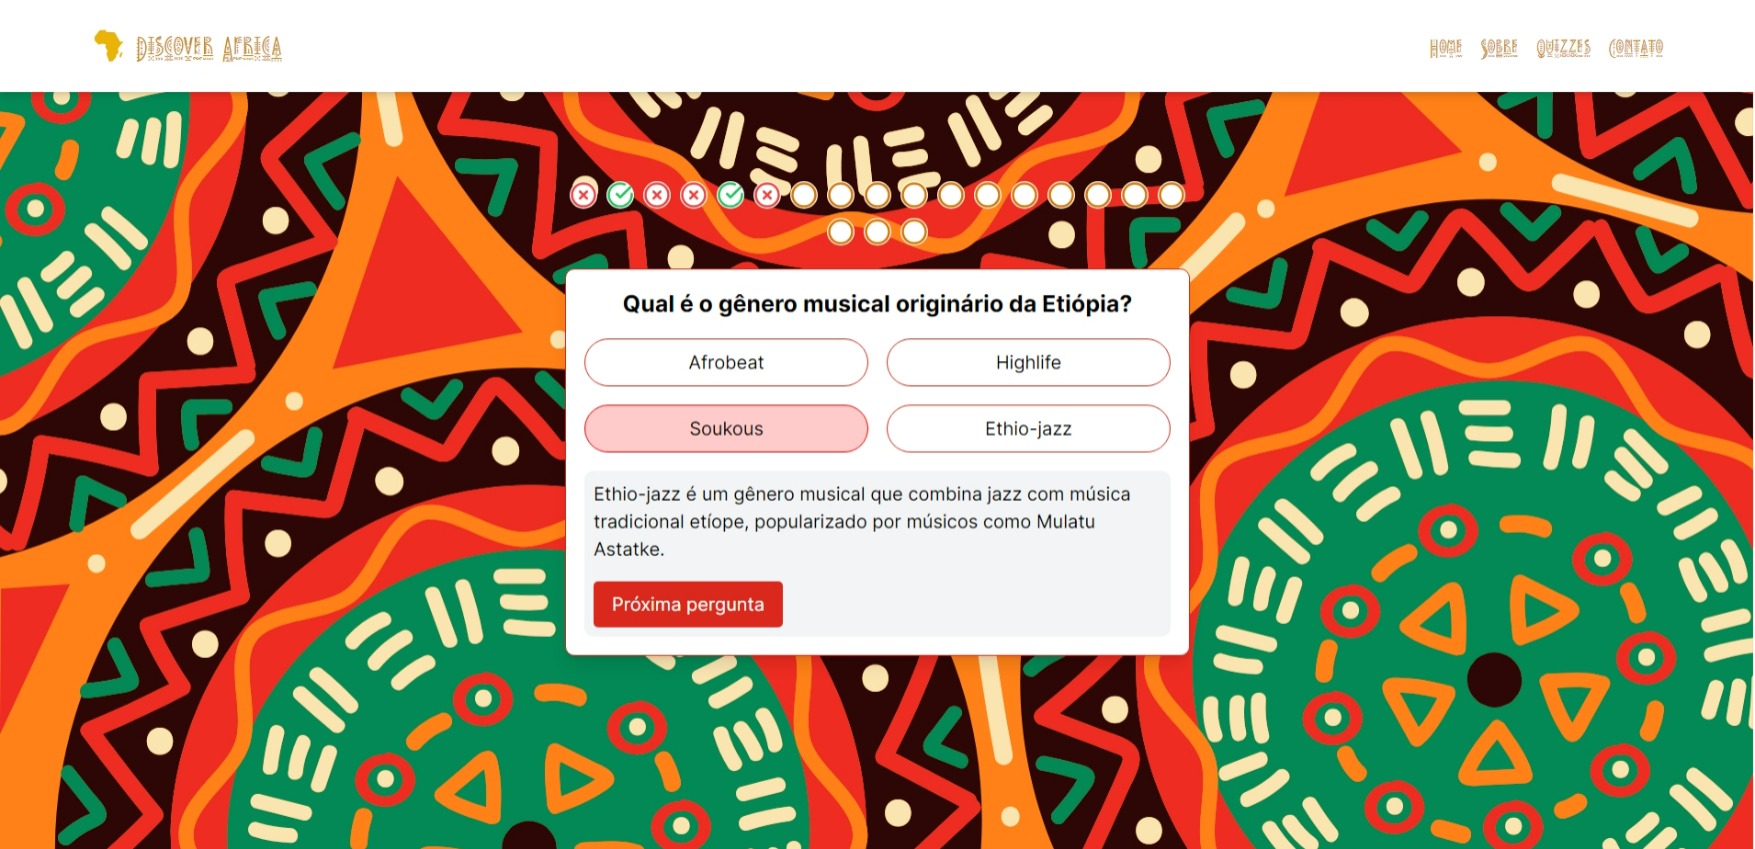 DISCOVER AFRICA
HOME SOBRE QUIZZES CONTATO
Qual é o gênero musical originário da Etiópia?
Afrobeat
Highlife
Soukous
Ethio-jazz
Ethio-jazz é um gênero musical que combina jazz com música
tradicional etíope, popularizado por músicos como Mulatu
Astatke.
Próxima pergunta